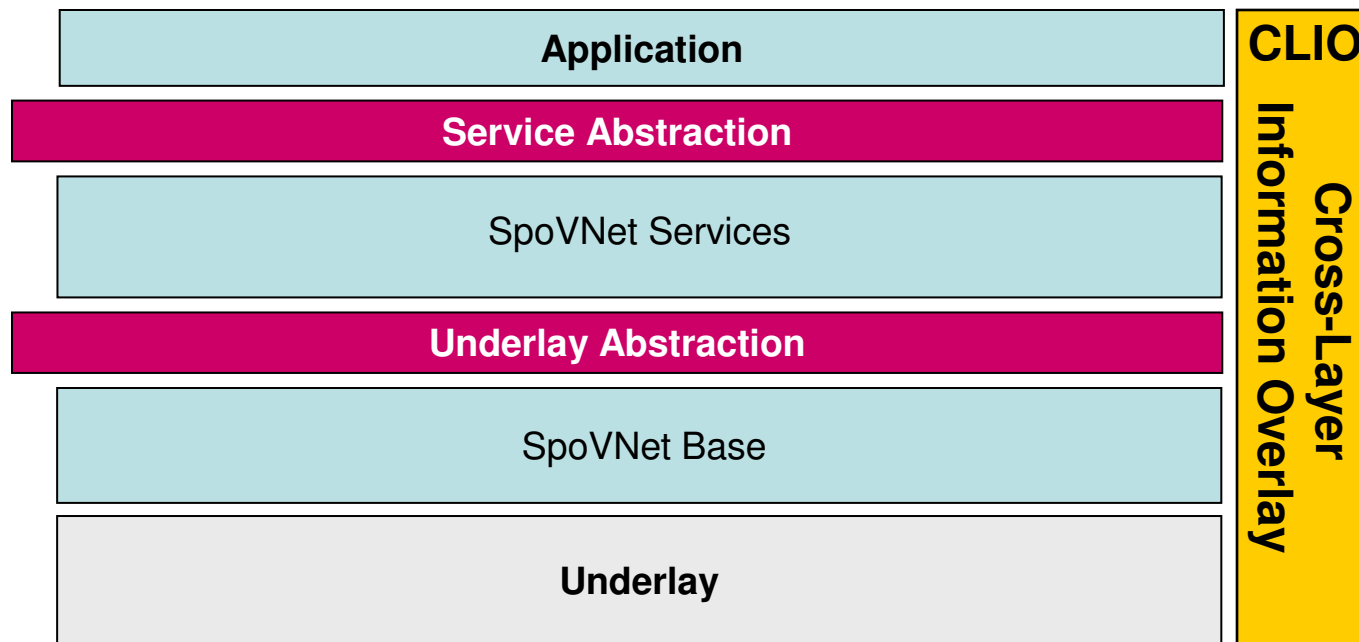 Application
Service Abstraction
SpoVNet Services
Underlay Abstraction
SpoVNet Base
Underlay
CLIO
Cross-Layer
Information Overlay